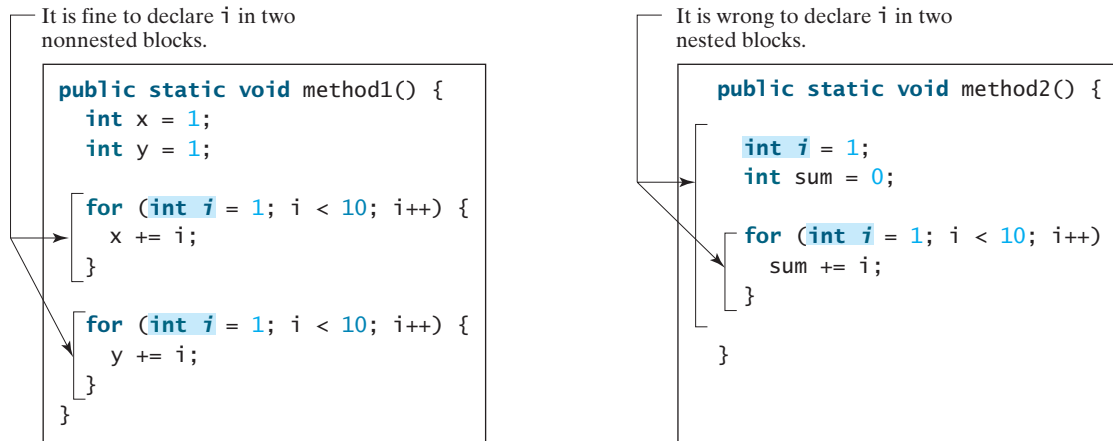 It is fine to declare i in two
nonnested blocks.
public static void method1() {
int x = 1;
int y = 1;
for (int i = 1; i < 10; i++) {
x += i;
}
for (int i = 1; i < 10; i++) {
y += i;
}
}
It is wrong to declare i in two
nested blocks.
public static void method2() {
int i = 1;
int sum = 0;
for (int i = 1; i < 10; i++)
sum += i;
}
}